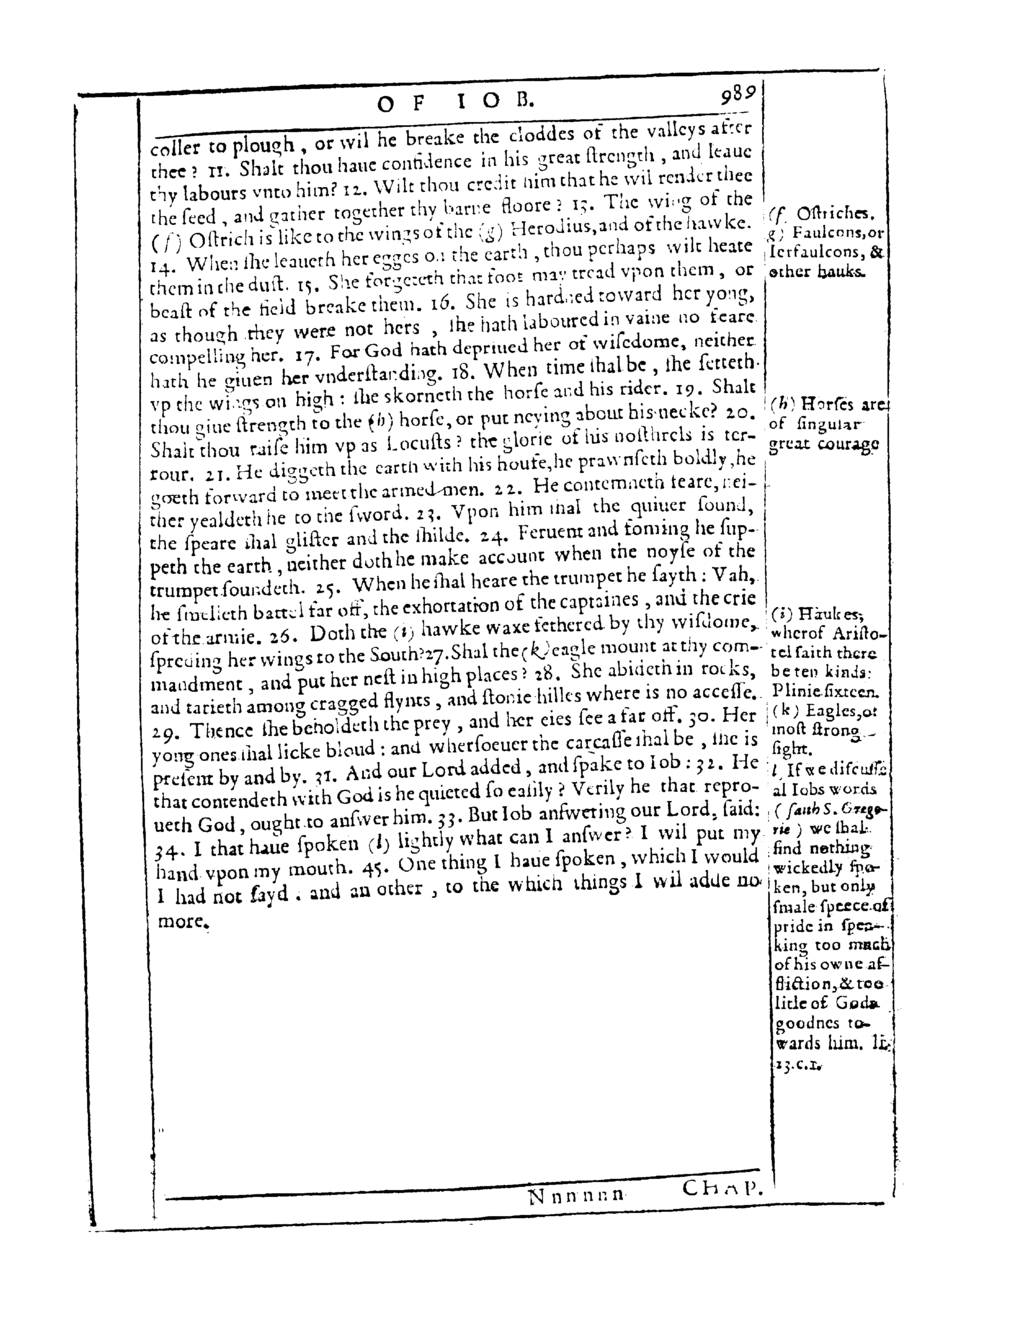 OF IOB. 989
coller to plough, or wil he breake the cloddes of the valleys after
thee? 11. Shalt thou haue confidence in his great ſtrength, and leaue
thy labours vnto him? 12. Wilt thou credit him that he wil render thee
the ſeed, and gather together thy barne floore? 13. The wing of the
(f) Oſtrich is like to the wings of the (g) Herodius, and of the hawke.
14. When ſhe leaueth her egges on the earth, thou perhaps wilt heate
them in the duſt. 15. She forgeteth that foot may tread vpon them, or
beaſt of the field breake them. 16. She is hardned toward her yong,
as though they were not hers, ſhe hath laboured in vaine no feare
compelling her. 17. For God hath depriued her of wiſedome, neither
hath he giuen her vnderſtanding. 18. When time ſhal be, ſhe ſetteth
vp the wings on high: ſhe skorneth the horſe and his rider. 19. Shalt
thou giue ſtrength to the (h) horſe, or put neying about his necke? 20.
Shalt thou raiſe him vp as Locuſts? the glorie of his noſthrels is ter-
rour. 21. He diggeth the earth with his houfe, he prawnſeth boldly, he
goeth forward to meet the armed men. 22. He contemneth feare, nei-
ther yealdeth he to the ſword. 23. Vpon him ſhal the quiuer ſound,
the ſpeare ſhal gliſter and the ſhilde. 24. Feruent and foming he ſup-
peth the earth, neither doth he make account when the noyſe of the
trumpet ſoundeth. 25. When he ſhal heare the trumpet he ſayth: Vah,
he ſmelleth battel far off, the exhortation of the captaines, and the crie
of the armie. 26. Doth the (i) hawke waxe fethered by thy wiſdome,
ſpreding her wings to the South? 27. Shal the (k) eagle mount at thy com-
mandment, and put her neſt in high places? 28. She abideth in rocks,
and tarieth among cragged flynts, and ſtonie hilles where is no acceſſe.
29. Thence ſhe beholdeth the prey, and her eies ſee a far off. 30. Her
yong ones ſhal licke bloud: and wherſoeuer the carcaſſe ſhal be, ſhe is
preſent by and by. 31. And our Lord added, and ſpake to Iob: 32. He
that contendeth with God is he quieted ſo eaſily? Verily he that repro-
ueth God, ought to anſwer him. 33. But Iob anſwering our Lord, ſaid:
34. I that haue ſpoken (l) lightly what can I anſwer? I wil put my
hand vpon my mouth. 45. One thing I haue ſpoken, which I would
I had not ſayd. and an other, to the which things I wil adde no
more.
(f Oſtriches.
g) Faulcons, or
Ierfaulcons, &
other hauks.
(h) Horſes are
of ſingular
great courage
(i) Haukes,
wherof Ariſto-
tel ſaith there
be ten kinds:
Plinie ſixteen.
(k) Eagles, of
moſt ſtrong
ſight.
l If we diſcuſſe
al Iobs words
(ſaith S. Grego-
rie) we ſhal
find nothing
wickedly ſpo-
ken, but only
ſmale ſpeece of
pride in ſpea-
king too much
of his owne af-
fliction, & too
litle of Gods
goodnes to-
wards him. li.
23. c. 1.
Nnnnnn CHAP.